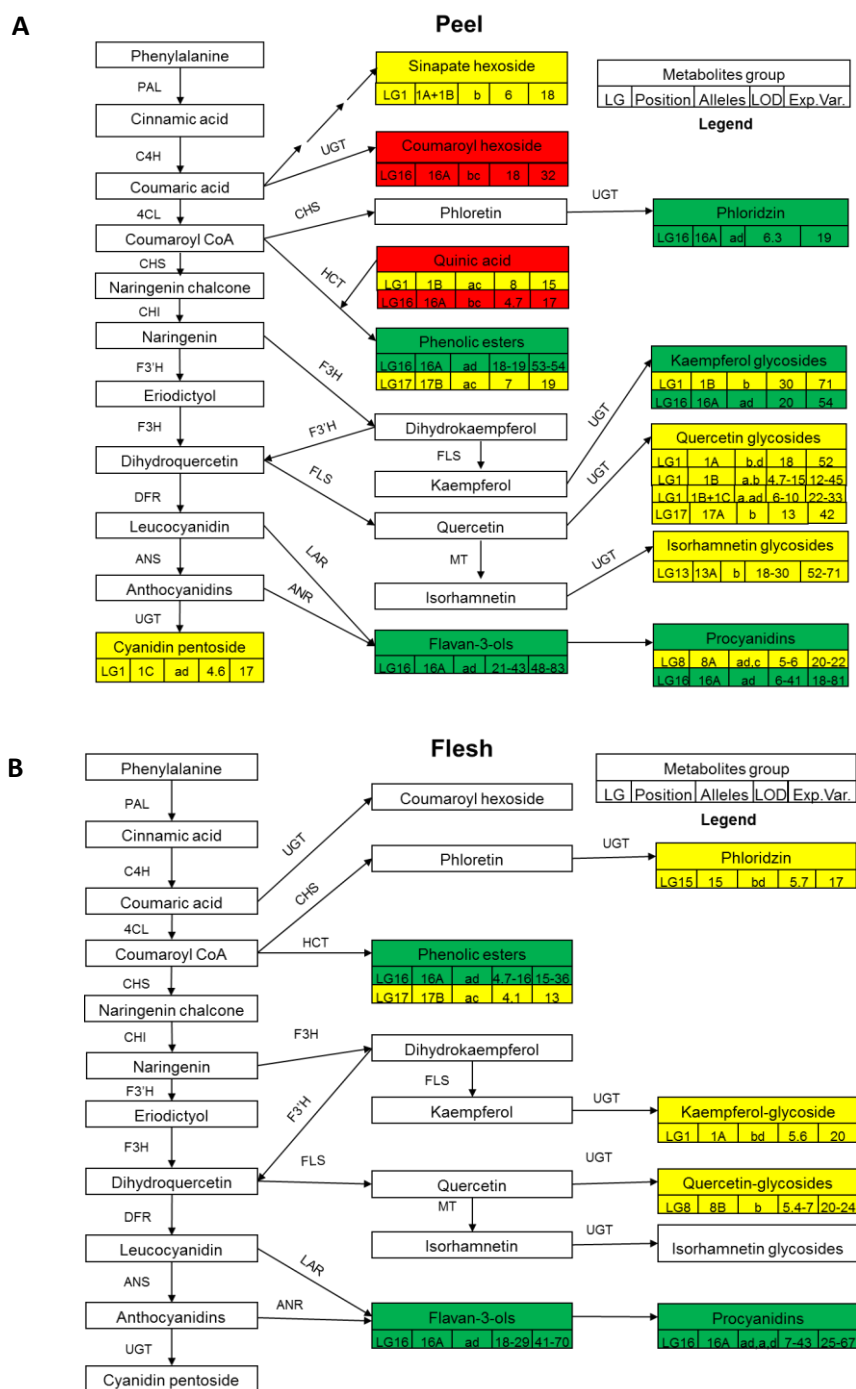 A
Peel
Phenylalanine
PAL
Cinnamic acid
C4H
Coumaric acid
4CL
Coumaroyl CoA
CHS
Naringenin chalcone
CHI
Naringenin
F3'H
Eriodictyol
F3H
Dihydroquercetin
DFR
Leucocyanidin
ANS
Anthocyanidins
UGT
Cyanidin pentoside
LG1 1C ad 4.6 17
Sinapate hexoside
LG1 1A+1B b 6 18
UGT
Coumaroyl hexoside
LG16 16A bc 18 32
CHS
Phloretin
HCT
Quinic acid
LG1 1B ac 8 15
LG16 16A bc 4.7 17
Phenolic esters
LG16 16A ad 18-19 53-54
LG17 17B ac 7 19
F3H
Dihydrokaempferol
F3'H
FLS
Kaempferol
FLS
Quercetin
MT
Isorhamnetin
LAR
ANR
Flavan-3-ols
LG16 16A ad 21-43 48-83
Metabolites group
LG Position Alleles LOD Exp.Var.
Legend
UGT
Phloridzin
LG16 16A ad 6.3 19
UGT
Kaempferol glycosides
LG1 1B b 30 71
LG16 16A ad 20 54
UGT
Quercetin glycosides
LG1 1A b,d 18 52
LG1 1B a,b 4.7-15 12-45
LG1 1B+1C a,ad 6-10 22-33
LG17 17A b 13 42
UGT
Isorhamnetin glycosides
LG13 13A b 18-30 52-71
Procyanidins
LG8 8A ad,c 5-6 20-22
LG16 16A ad 6-41 18-81
B
Flesh
Phenylalanine
PAL
Cinnamic acid
C4H
Coumaric acid
4CL
Coumaroyl CoA
CHS
Naringenin chalcone
CHI
Naringenin
F3'H
Eriodictyol
F3H
Dihydroquercetin
DFR
Leucocyanidin
ANS
Anthocyanidins
UGT
Cyanidin pentoside
UGT
Coumaroyl hexoside
CHS
Phloretin
HCT
Phenolic esters
LG16 16A ad 4.7-16 15-36
LG17 17B ac 4.1 13
F3H
Dihydrokaempferol
F3'H
FLS
Kaempferol
FLS
Quercetin
MT
Isorhamnetin
LAR
ANR
Flavan-3-ols
LG16 16A ad 18-29 41-70
Metabolites group
LG Position Alleles LOD Exp.Var.
Legend
UGT
Phloridzin
LG15 15 bd 5.7 17
UGT
Kaempferol-glycoside
LG1 1A bd 5.6 20
UGT
Quercetin-glycosides
LG8 8B b 5.4-7 20-24
UGT
Isorhamnetin glycosides
Procyanidins
LG16 16A ad,a,d 7-43 25-67